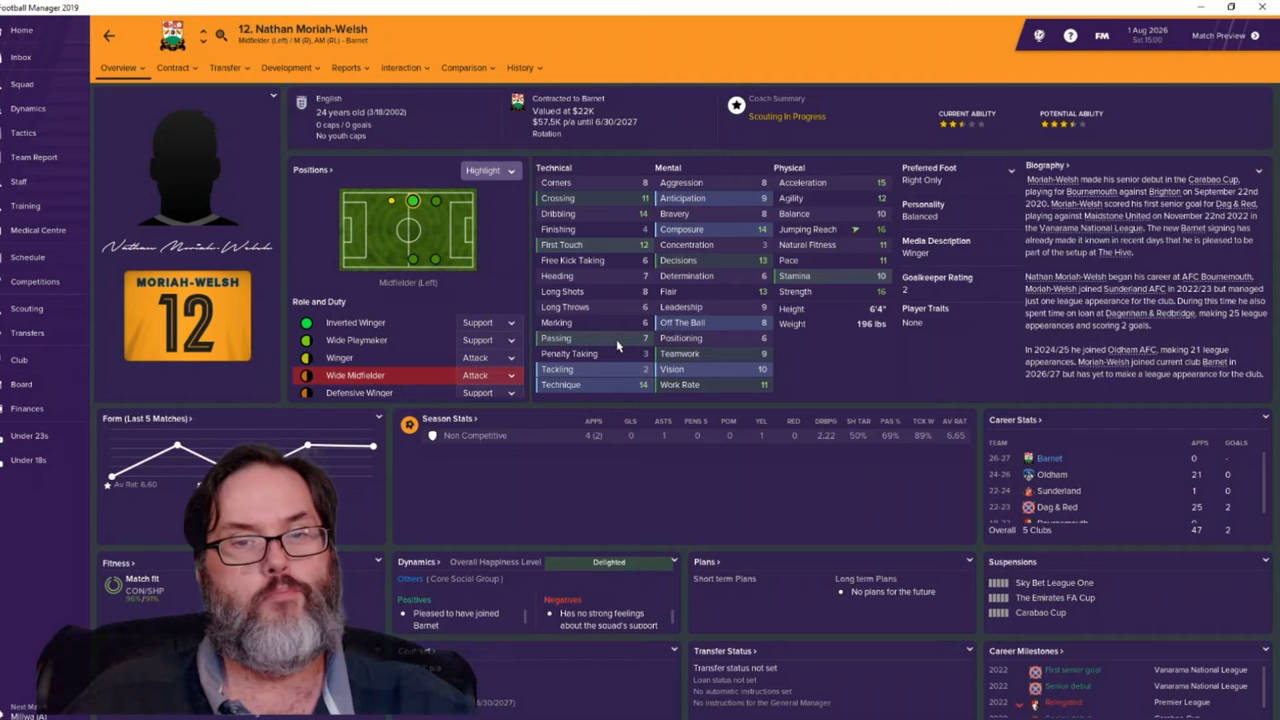 Football Manager 2019
Home
Inbox
Squad
Dynamics
Tactics
Team Report
Staff
Training
Medical Centre
Schedule
Competitions
Scouting
Transfers
Club
Board
Finances
Under 23s
Under 18s
12. Nathan Moriah-Welsh
Midfielder (Left) / M (R), AM (RL) - Barnet
FM
1 Aug 2026
Sat 15:00
Match Preview
Overview
Contract
Transfer
Development
Reports
Interaction
Comparison
History
Nathan Moriah-Welsh
MORIAH-WELSH
12
English
24 years old (3/18/2002)
0 caps / 0 goals
No youth caps
Contracted to Barnet
Valued at $22K
$57.5K p/a until 6/30/2027
Rotation
Coach Summary
Scouting In Progress
CURRENT ABILITY
POTENTIAL ABILITY
Positions >
Highlight
Midfielder (Left)
Role and Duty
Inverted Winger Support
Wide Playmaker Support
Winger Attack
Wide Midfielder Attack
Defensive Winger Support
Technical
Corners 8
Crossing 11
Dribbling 14
Finishing 4
First Touch 12
Free Kick Taking 6
Heading 7
Long Shots 8
Long Throws 6
Marking 6
Passing 7
Penalty Taking 3
Tackling 2
Technique 14
Mental
Aggression 8
Anticipation 9
Bravery 8
Composure 14
Concentration 3
Decisions 13
Determination 6
Flair 13
Leadership 9
Off The Ball 8
Positioning 6
Teamwork 9
Vision 10
Work Rate 11
Physical
Acceleration 15
Agility 12
Balance 10
Jumping Reach 16
Natural Fitness 11
Pace 11
Stamina 10
Strength 16
Height 6'4"
Weight 196 lbs
Preferred Foot
Right Only
Personality
Balanced
Media Description
Winger
Goalkeeper Rating
2
Player Traits
None
Biography >
Moriah-Welsh made his senior debut in the Carabao Cup,
playing for Bournemouth against Brighton on September 22nd
2020. Moriah-Welsh scored his first senior goal for Dag & Red,
playing against Maidstone United on November 22nd 2022 in
the Vanarama National League. The new Barnet signing has
already made it known in recent days that he is pleased to be
part of the setup at The Hive.
Nathan Moriah-Welsh began his career at AFC Bournemouth.
Moriah-Welsh joined Sunderland AFC in 2022/23 but managed
just one league appearance for the club. During this time he also
spent time on loan at Dagenham & Redbridge, making 25 league
appearances and scoring 2 goals.
In 2024/25 he joined Oldham AFC, making 21 league
appearances. Moriah-Welsh joined current club Barnet in
2026/27 but has yet to make a league appearance for the club.
Form (Last 5 Matches) >
Av Rat: 6.60
Season Stats >
APPS GLS ASTS PENS S POM YEL RED DRBPG SH TAR PAS % TCK W AV RAT
Non Competitive 4 (2) 0 1 0 0 1 0 2.22 50% 69% 89% 6.65
Career Stats >
TEAM APPS GOALS
26-27 Barnet 0 -
24-26 Oldham 21 0
22-24 Sunderland 1 0
22-23 Dag & Red 25 2
Overall 5 Clubs 47 2
Fitness >
Match fit
CON/SHP
96%/91%
Dynamics > Overall Happiness Level Delighted
Others (Core Social Group)
Positives
Pleased to have joined
Barnet
Negatives
Has no strong feelings
about the squad's support
Plans >
Short term Plans
Long term Plans
No plans for the future
Suspensions
Sky Bet League One
The Emirates FA Cup
Carabao Cup
Contract >
6/30/2027)
Transfer Status >
Transfer status not set
Loan status not set
No automatic instructions set
No instructions for the General Manager
Career Milestones >
2022 First senior goal Vanarama National League
2022 Senior debut Vanarama National League
2022 Relegated Premier League
Millwa (A)